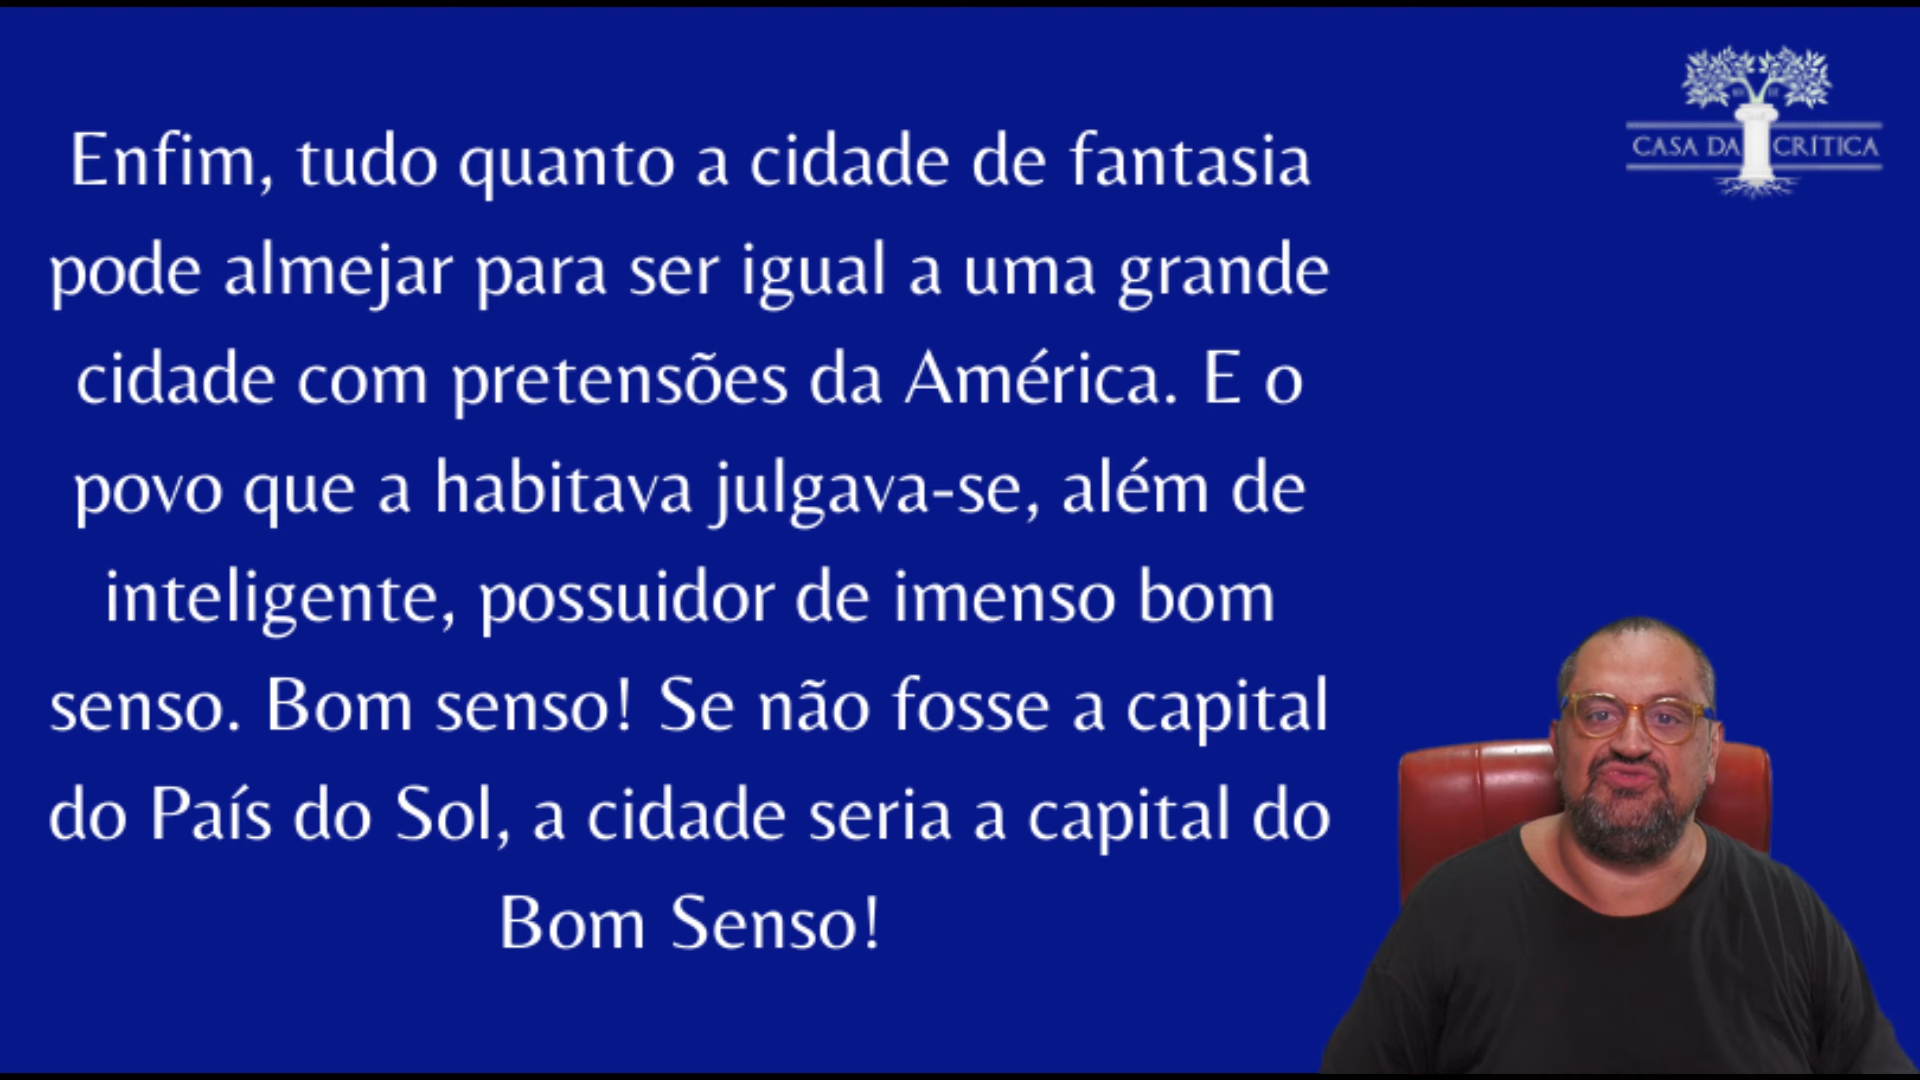 Enfim, tudo quanto a cidade de fantasia
pode almejar para ser igual a uma grande
cidade com pretensões da América. E o
povo que a habitava julgava-se, além de
inteligente, possuidor de imenso bom
senso. Bom senso! Se não fosse a capital
do País do Sol, a cidade seria a capital do
Bom Senso!
CASA DA CRÍTICA